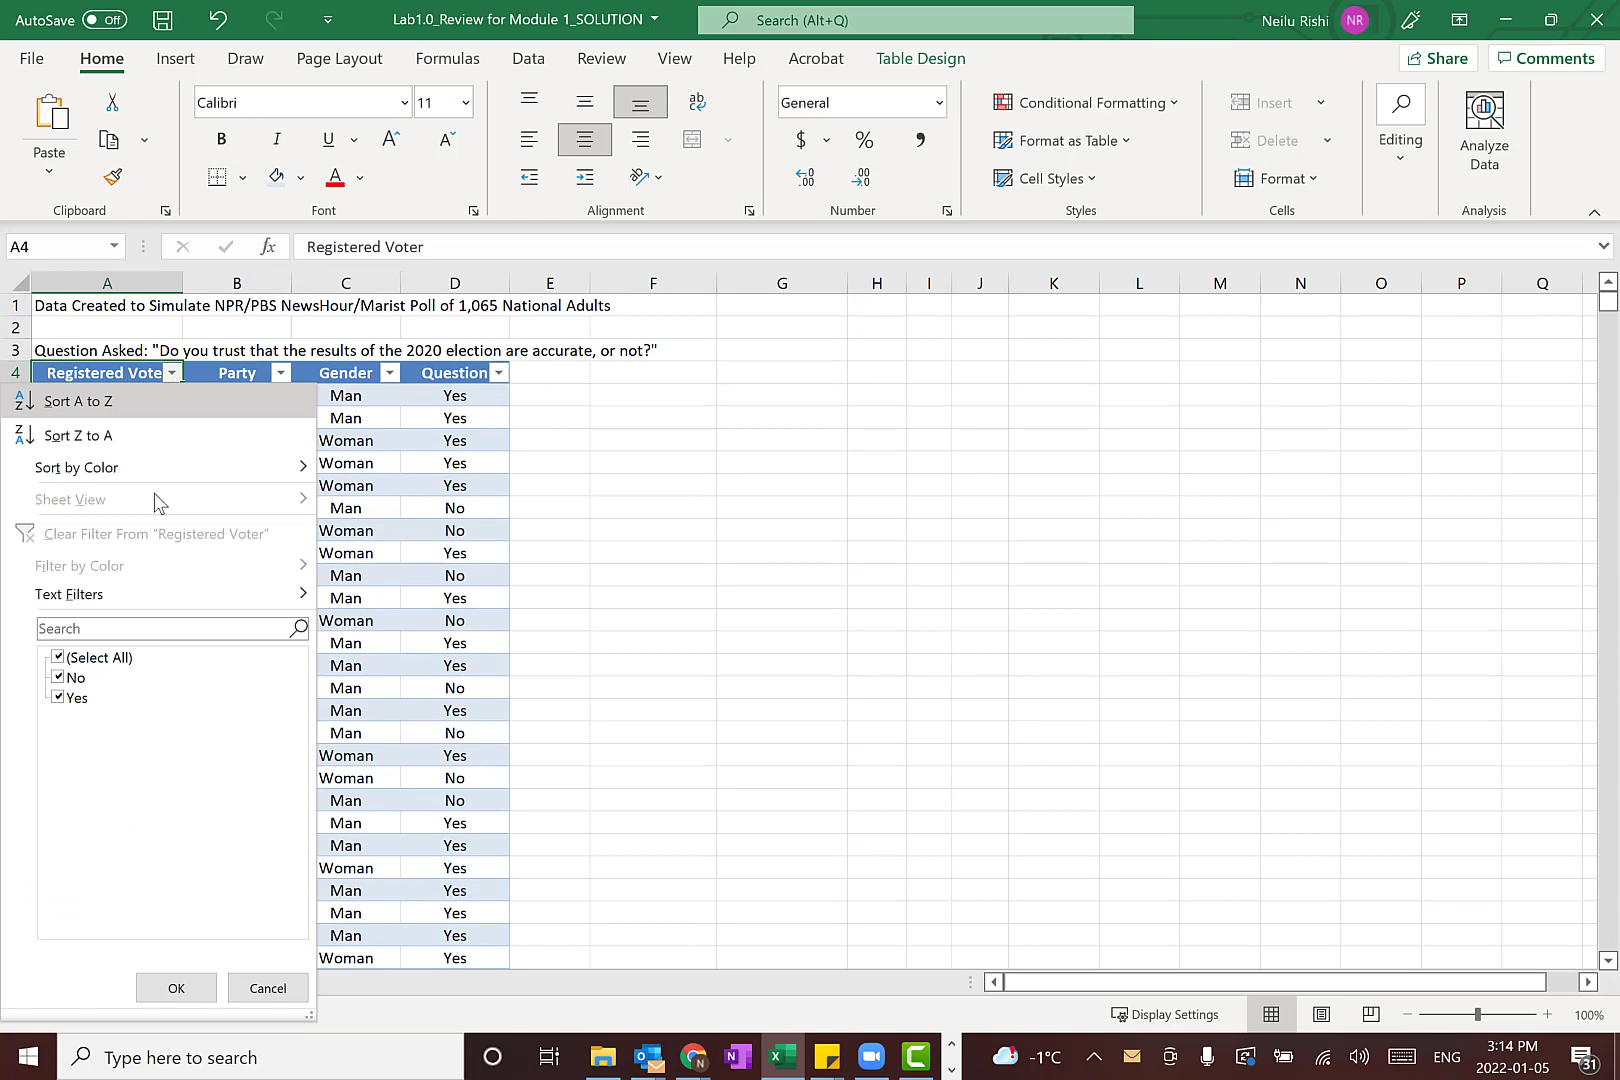 AutoSave Off Lab1.0_Review for Module 1_SOLUTION Search (Alt+Q) Neilu Rishi NR
File Home Insert Draw Page Layout Formulas Data Review View Help Acrobat Table Design Share Comments
Calibri 11 General Conditional Formatting Insert
Paste B I U A A $ % Format as Table Delete Editing Analyze Data
A Cell Styles Format
Clipboard Font Alignment Number Styles Cells Analysis
A4 fx Registered Voter
A B C D E F G H I J K L M N O P Q
1 Data Created to Simulate NPR/PBS NewsHour/Marist Poll of 1,065 National Adults
2
3 Question Asked: "Do you trust that the results of the 2020 election are accurate, or not?"
4 Registered Vote Party Gender Question
Sort A to Z
Sort Z to A
Sort by Color
Sheet View
Clear Filter From "Registered Voter"
Filter by Color
Text Filters
Search
(Select All)
No
Yes
OK Cancel
Man Yes
Man Yes
Woman Yes
Woman Yes
Woman Yes
Man No
Woman No
Woman Yes
Man No
Man Yes
Woman No
Man Yes
Man Yes
Man No
Man Yes
Man No
Woman Yes
Woman No
Man No
Man Yes
Man Yes
Woman Yes
Man Yes
Man Yes
Man Yes
Woman Yes
Display Settings 100%
Type here to search -1°C ENG 3:14 PM
2022-01-05 31